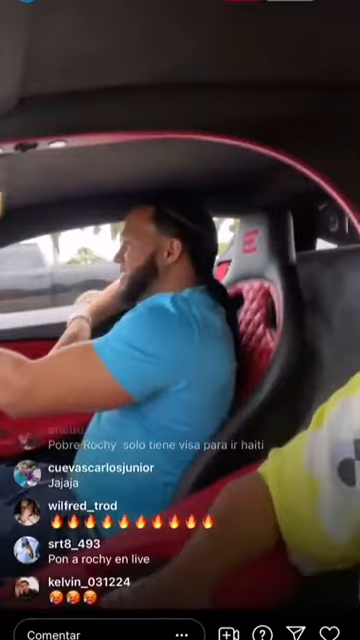 Pobre Rochy solo tiene visa para ir haiti
cuevascarlosjunior
Jajaja
wilfred_trod
🔥🔥🔥🔥🔥🔥🔥🔥🔥🔥
srt8_493
Pon a rochy en live
kelvin_031224
🥵🥵🥵
Comentar